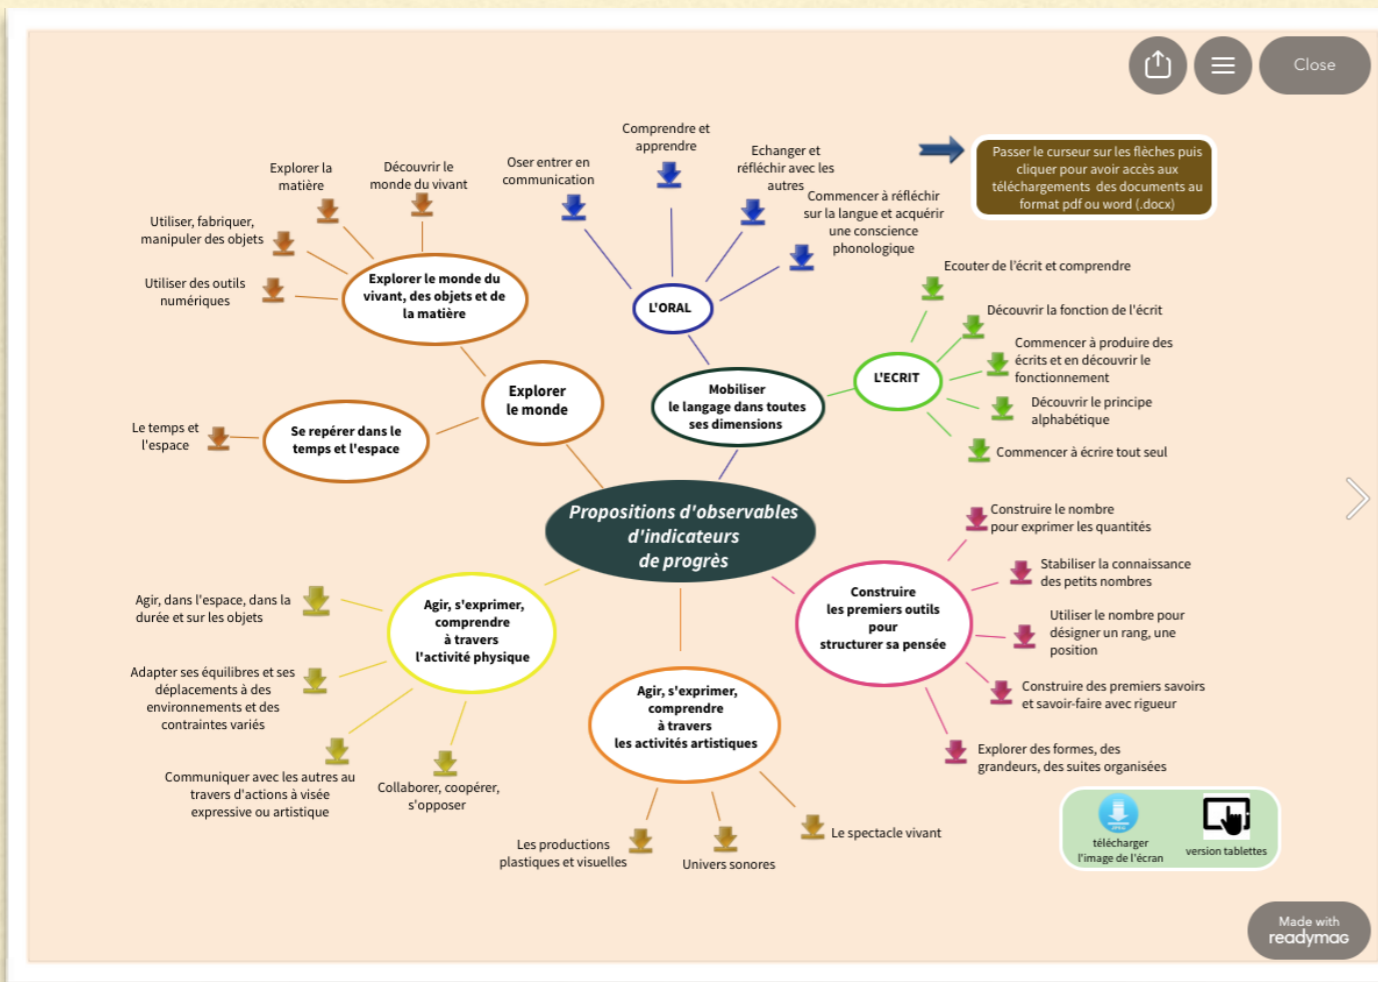 Close
Passer le curseur sur les flèches puis
cliquer pour avoir accès aux
téléchargements des documents au
format pdf ou word (.docx)
Explorer la
matière
Découvrir le
monde du vivant
Utiliser, fabriquer,
manipuler des objets
Utiliser des outils
numériques
Explorer le monde du
vivant, des objets et de
la matière
Oser entrer en
communication
Comprendre et
apprendre
Echanger et
réfléchir avec les
autres
Commencer à réfléchir
sur la langue et acquérir
une conscience
phonologique
L'ORAL
Ecouter de l'écrit et comprendre
Découvrir la fonction de l'écrit
Commencer à produire des
écrits et en découvrir le
fonctionnement
Découvrir le principe
alphabétique
Commencer à écrire tout seul
L'ECRIT
Explorer
le monde
Mobiliser
le langage dans toutes
ses dimensions
Le temps et
l'espace
Se repérer dans le
temps et l'espace
Propositions d'observables
d'indicateurs
de progrès
Construire le nombre
pour exprimer les quantités
Stabiliser la connaissance
des petits nombres
Utiliser le nombre pour
désigner un rang, une
position
Construire des premiers savoirs
et savoir-faire avec rigueur
Explorer des formes, des
grandeurs, des suites organisées
Construire
les premiers outils
pour
structurer sa pensée
Agir, dans l'espace, dans la
durée et sur les objets
Adapter ses équilibres et ses
déplacements à des
environnements et des
contraintes variés
Communiquer avec les autres au
travers d'actions à visée
expressive ou artistique
Collaborer, coopérer,
s'opposer
Agir, s'exprimer,
comprendre
à travers
l'activité physique
Agir, s'exprimer,
comprendre
à travers
les activités artistiques
Les productions
plastiques et visuelles
Univers sonores
Le spectacle vivant
télécharger
l'image de l'écran
version tablettes
Made with
readymag